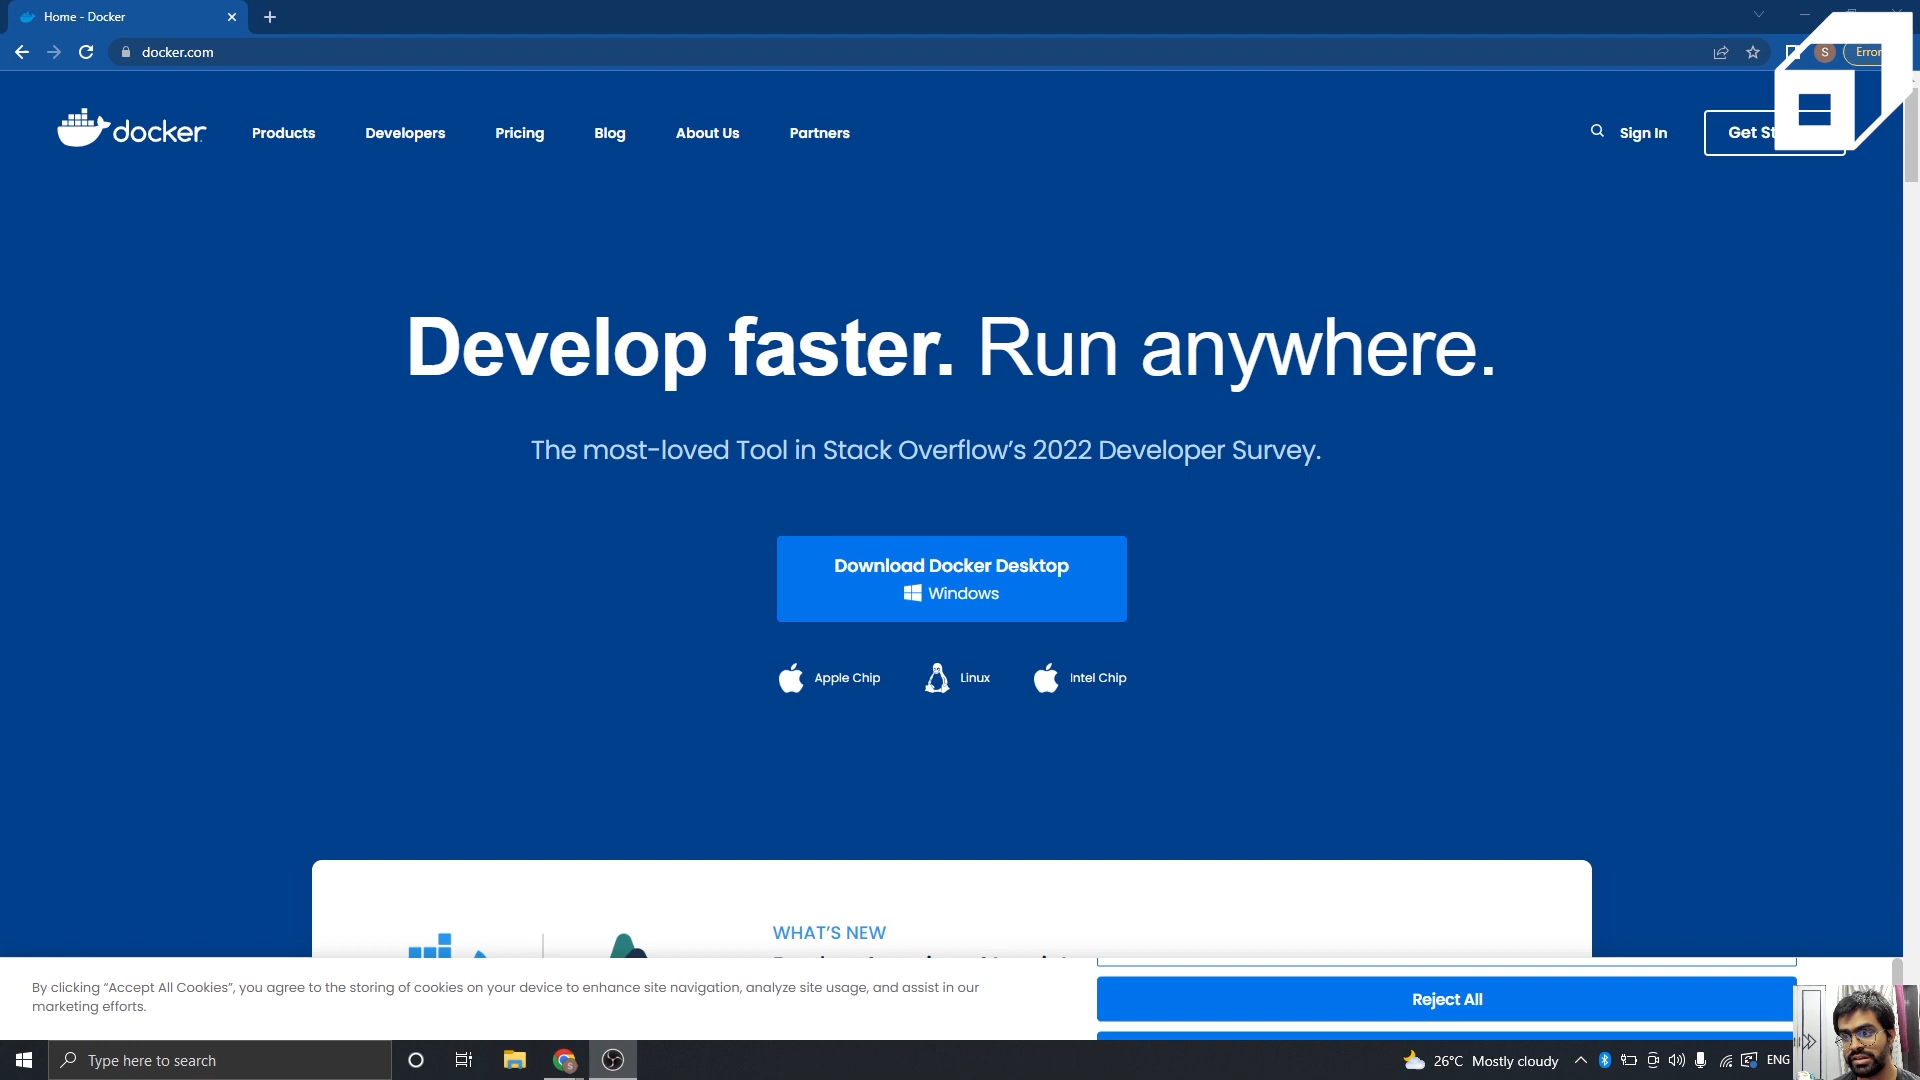 Home - Docker
docker.com
S
Error
docker
Products
Developers
Pricing
Blog
About Us
Partners
Sign In
Get St
Develop faster. Run anywhere.
The most-loved Tool in Stack Overflow’s 2022 Developer Survey.
Download Docker Desktop
Windows
Apple Chip
Linux
Intel Chip
WHAT’S NEW
By clicking “Accept All Cookies”, you agree to the storing of cookies on your device to enhance site navigation, analyze site usage, and assist in our
marketing efforts.
Reject All
Type here to search
26°C Mostly cloudy
ENG